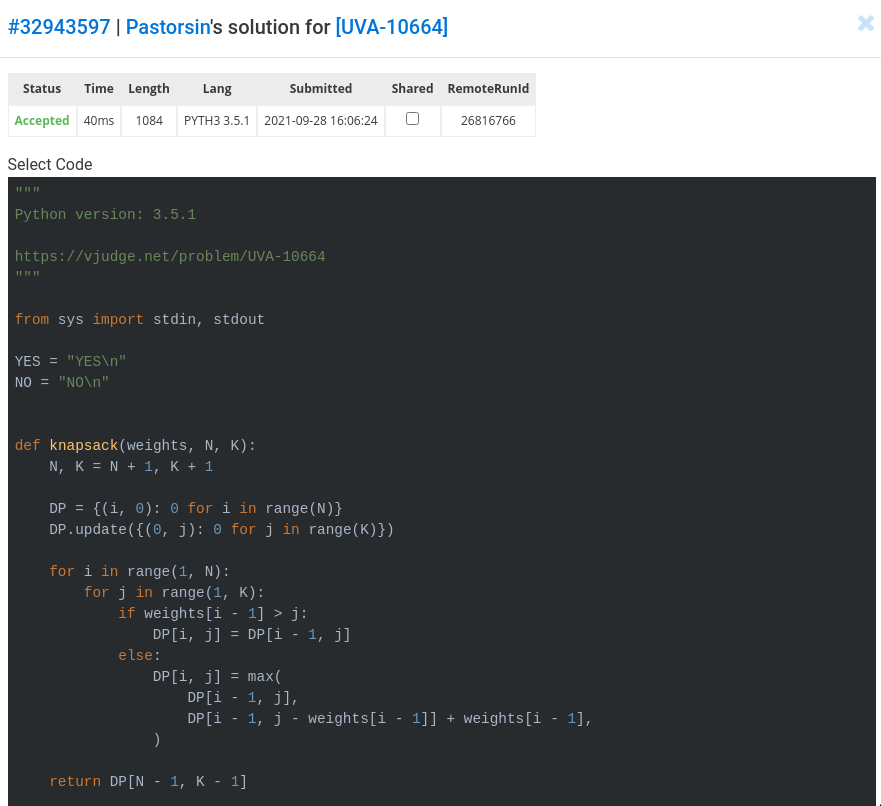 #32943597 | Pastorsin's solution for [UVA-10664]
Status Time Length Lang Submitted Shared RemoteRunId
Accepted 40ms 1084 PYTH3 3.5.1 2021-09-28 16:06:24 26816766
Select Code
"""
Python version: 3.5.1
https://vjudge.net/problem/UVA-10664
"""
from sys import stdin, stdout
YES = "YES\n"
NO = "NO\n"
def knapsack(weights, N, K):
    N, K = N + 1, K + 1
    DP = {(i, 0): 0 for i in range(N)}
    DP.update({(0, j): 0 for j in range(K)})
    for i in range(1, N):
        for j in range(1, K):
            if weights[i - 1] > j:
                DP[i, j] = DP[i - 1, j]
            else:
                DP[i, j] = max(
                    DP[i - 1, j],
                    DP[i - 1, j - weights[i - 1]] + weights[i - 1],
                )
    return DP[N - 1, K - 1]